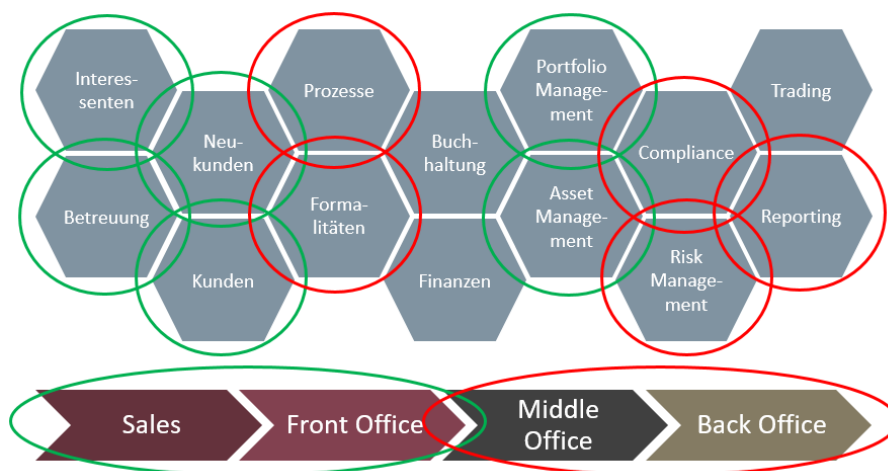 Interes-
senten
Prozesse
Portfolio
Manage-
ment
Trading
Neu-
kunden
Buch-
haltung
Compliance
Betreuung
Forma-
litäten
Asset
Manage-
ment
Reporting
Kunden
Finanzen
Risk
Manage-
ment
Sales
Front Office
Middle
Office
Back Office